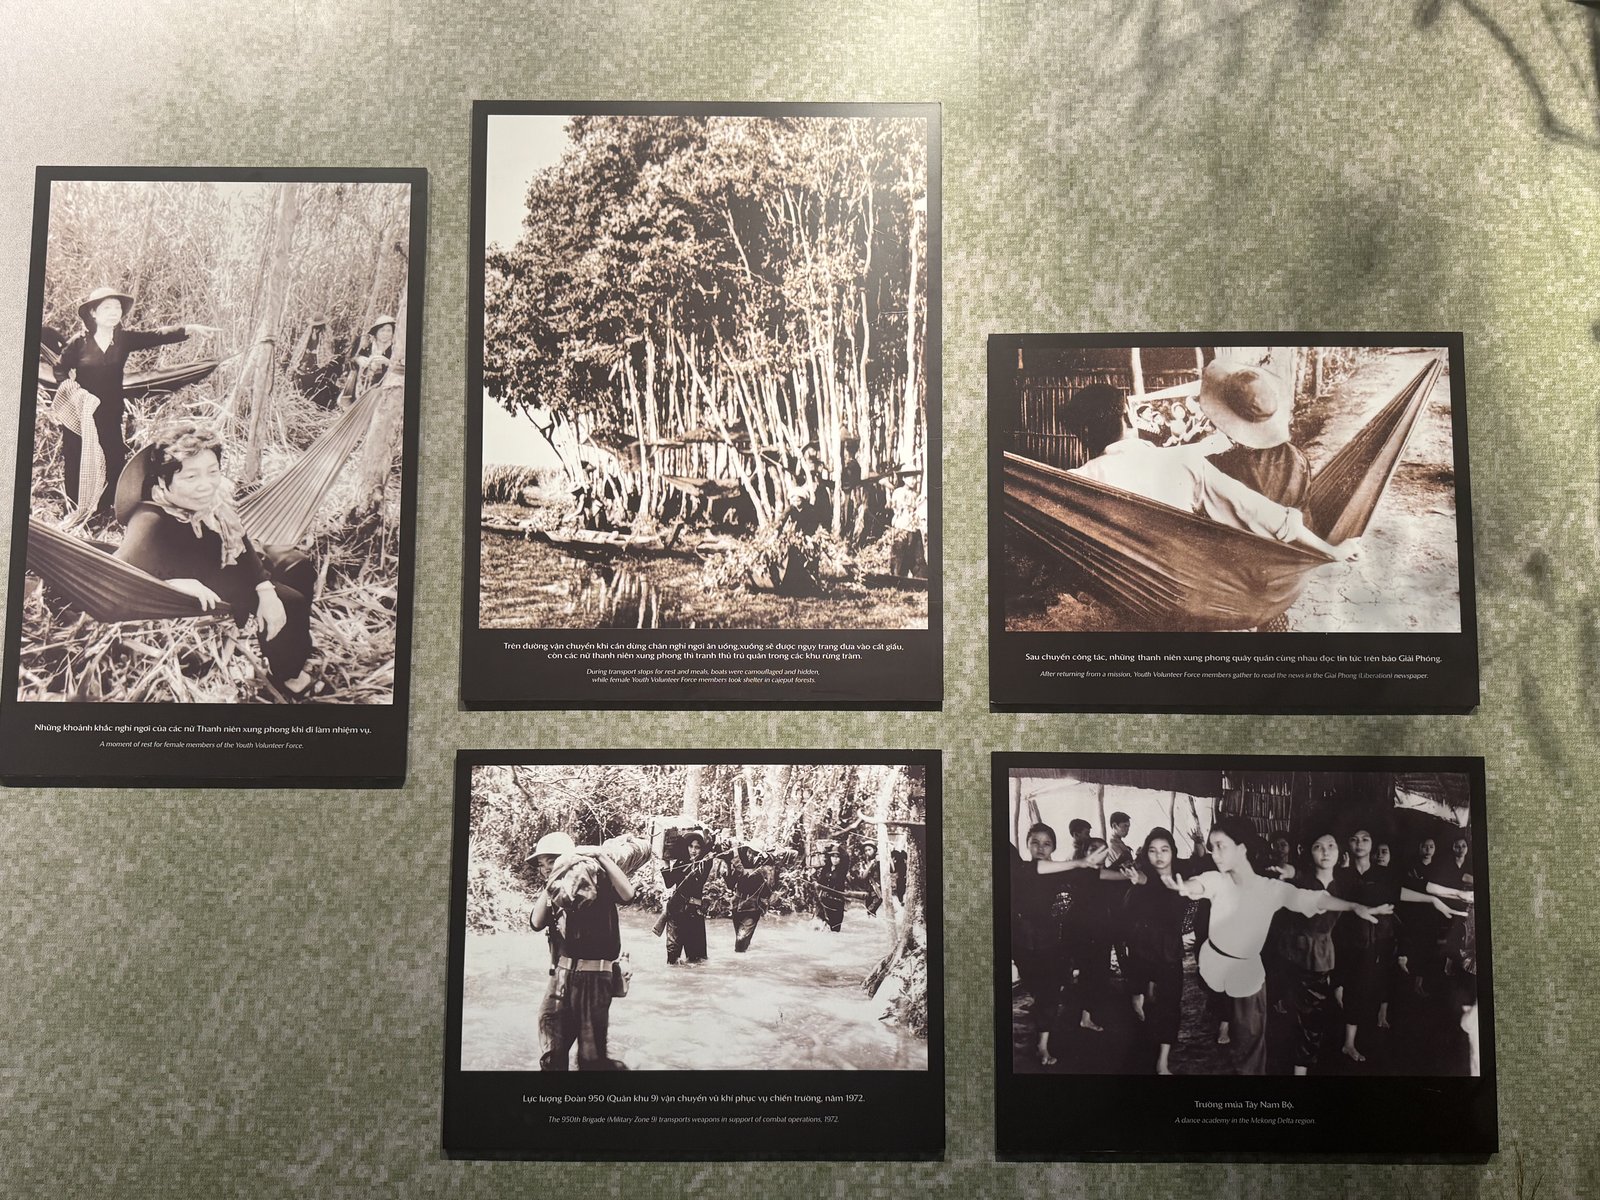 Những khoảnh khắc nghỉ ngơi của các nữ Thanh niên xung phong khi đi làm nhiệm vụ.
A moment of rest for female members of the Youth Volunteer Force.
Trên đường vận chuyển khi cần dừng chân nghỉ ngơi ăn uống,xuồng sẽ được ngụy trang đưa vào cất giấu,
còn các nữ thanh niên xung phong thì tranh thủ trú quân trong các khu rừng tràm.
During transport stops for rest and meals, boats were camouflaged and hidden,
while female Youth Volunteer Force members took shelter in cajeput forests.
Sau chuyến công tác, những thanh niên xung phong quây quần cùng nhau đọc tin tức trên báo Giải Phóng.
After returning from a mission, Youth Volunteer Force members gather to read the news in the Giai Phong (Liberation) newspaper.
Lực lượng Đoàn 950 (Quân khu 9) vận chuyển vũ khí phục vụ chiến trường, năm 1972.
The 950th Brigade (Military Zone 9) transports weapons in support of combat operations, 1972.
Trường múa Tây Nam Bộ.
A dance academy in the Mekong Delta region.